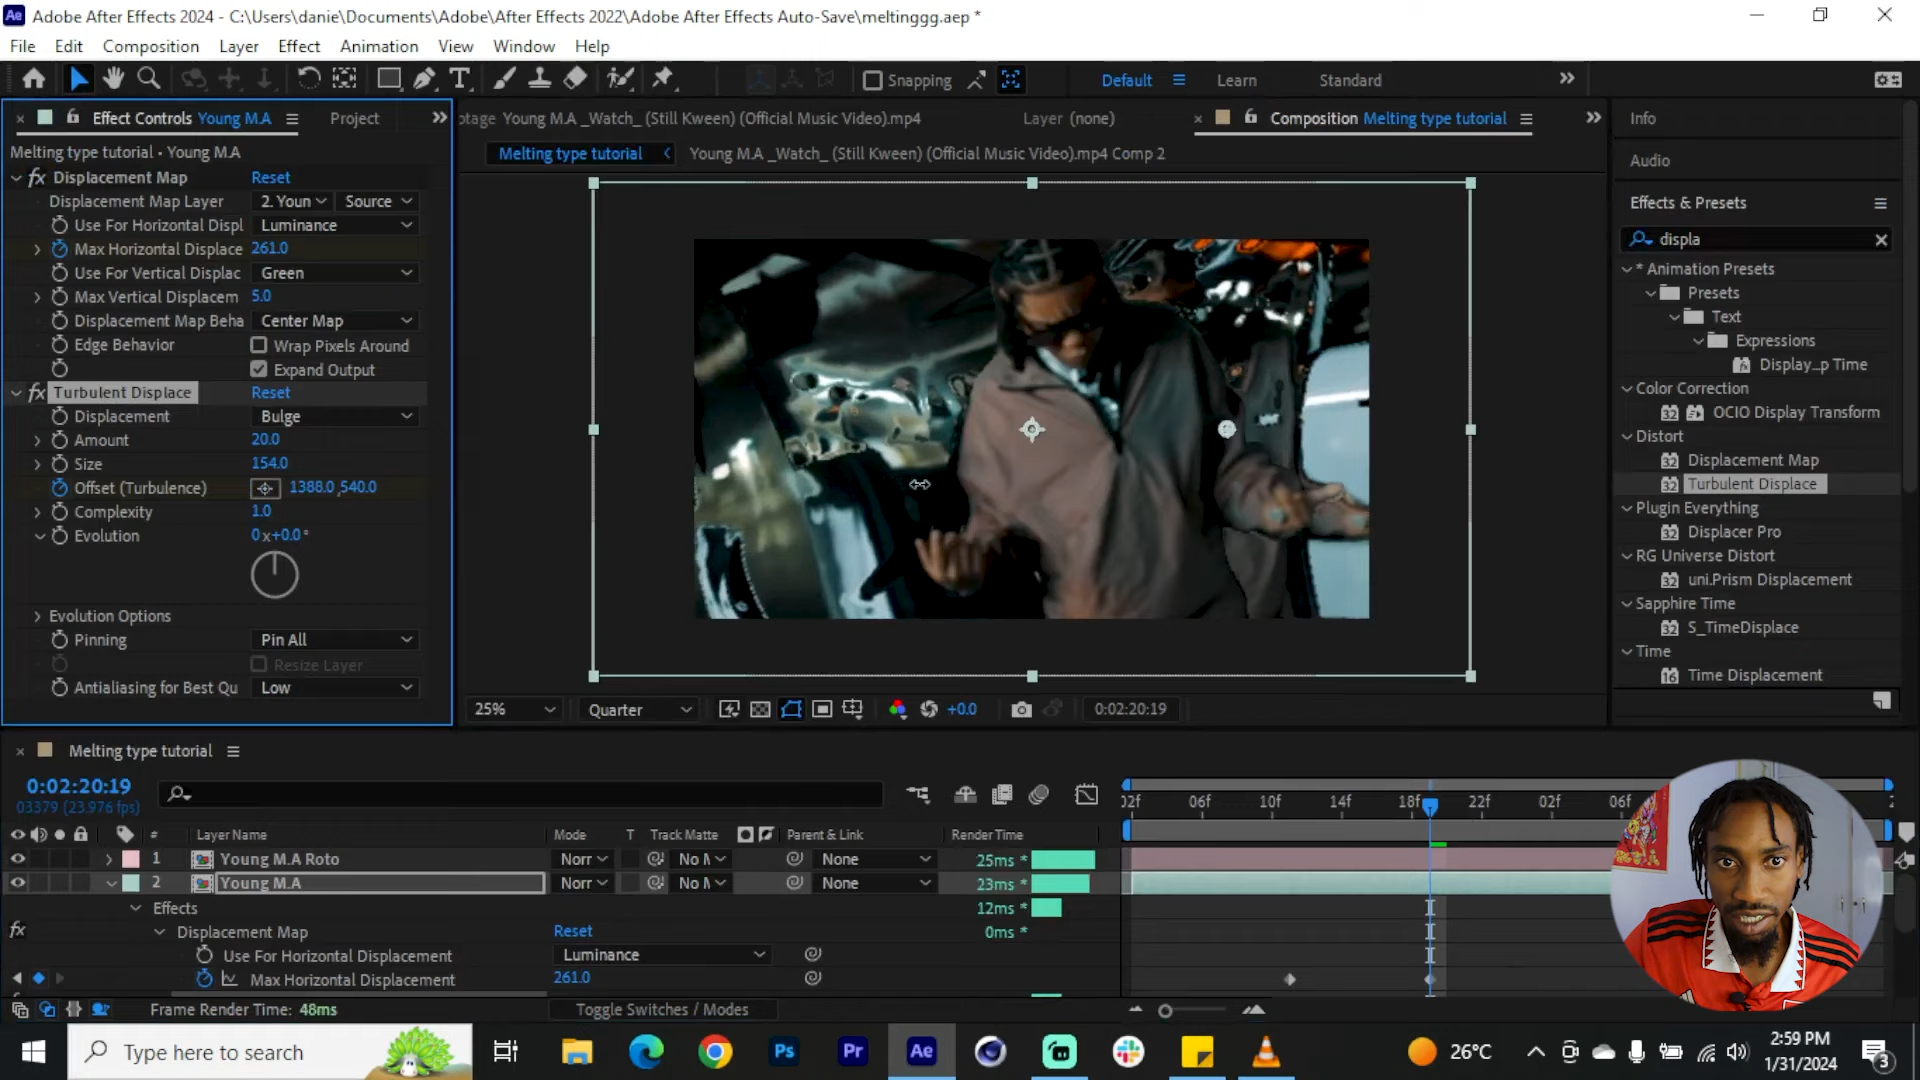 Adobe After Effects 2024 - C:\Users\danie\Documents\Adobe\After Effects 2022\Adobe After Effects Auto-Save\meltinggg.aep *
File Edit Composition Layer Effect Animation View Window Help
Snapping Default Learn Standard
Effect Controls Young M.A Project
otage Young M.A _Watch_ (Still Kween) (Official Music Video).mp4 Layer (none) Composition Melting type tutorial
Info
Melting type tutorial • Young M.A
Melting type tutorial Young M.A _Watch_ (Still Kween) (Official Music Video).mp4 Comp 2
Audio
fx Displacement Map Reset
Displacement Map Layer 2. Youn Source
Use For Horizontal Displ Luminance
Max Horizontal Displace 261.0
Use For Vertical Displac Green
Max Vertical Displacem 5.0
Displacement Map Beha Center Map
Edge Behavior Wrap Pixels Around
Expand Output
fx Turbulent Displace Reset
Displacement Bulge
Amount 20.0
Size 154.0
Offset (Turbulence) 1388.0,540.0
Complexity 1.0
Evolution 0x+0.0°
Evolution Options
Pinning Pin All
Resize Layer
Antialiasing for Best Qu Low
Effects & Presets
displa
* Animation Presets
Presets
Text
Expressions
Display...p Time
Color Correction
32 OCIO Display Transform
Distort
32 Displacement Map
32 Turbulent Displace
Plugin Everything
32 Displacer Pro
RG Universe Distort
32 uni.Prism Displacement
Sapphire Time
32 S_TimeDisplace
Time
16 Time Displacement
25% Quarter +0.0 0:02:20:19
Melting type tutorial
0:02:20:19
03379 (23.976 fps)
02f 06f 10f 14f 18f 22f 02f 06f 2
# Layer Name Mode T Track Matte Parent & Link Render Time
1 Young M.A Roto Norr No M None 25ms *
2 Young M.A Norr No M None 23ms *
Effects 12ms *
fx Displacement Map Reset 0ms *
Use For Horizontal Displacement Luminance
Max Horizontal Displacement 261.0
Frame Render Time: 48ms Toggle Switches / Modes
Type here to search Ps Pr Ae 26°C 2:59 PM
1/31/2024
3